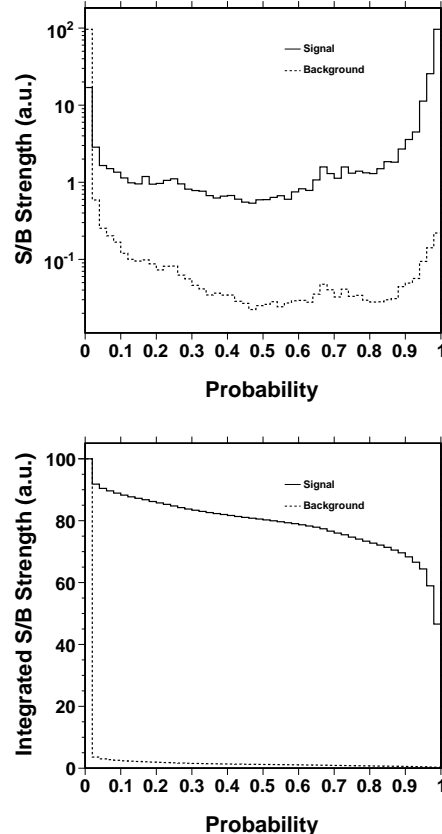 S/B Strength (a.u.)
10²
10
1
10⁻¹
Signal
Background
0 0.1 0.2 0.3 0.4 0.5 0.6 0.7 0.8 0.9 1
Probability
Integrated S/B Strength (a.u.)
100
80
60
40
20
0
Signal
Background
0 0.1 0.2 0.3 0.4 0.5 0.6 0.7 0.8 0.9 1
Probability